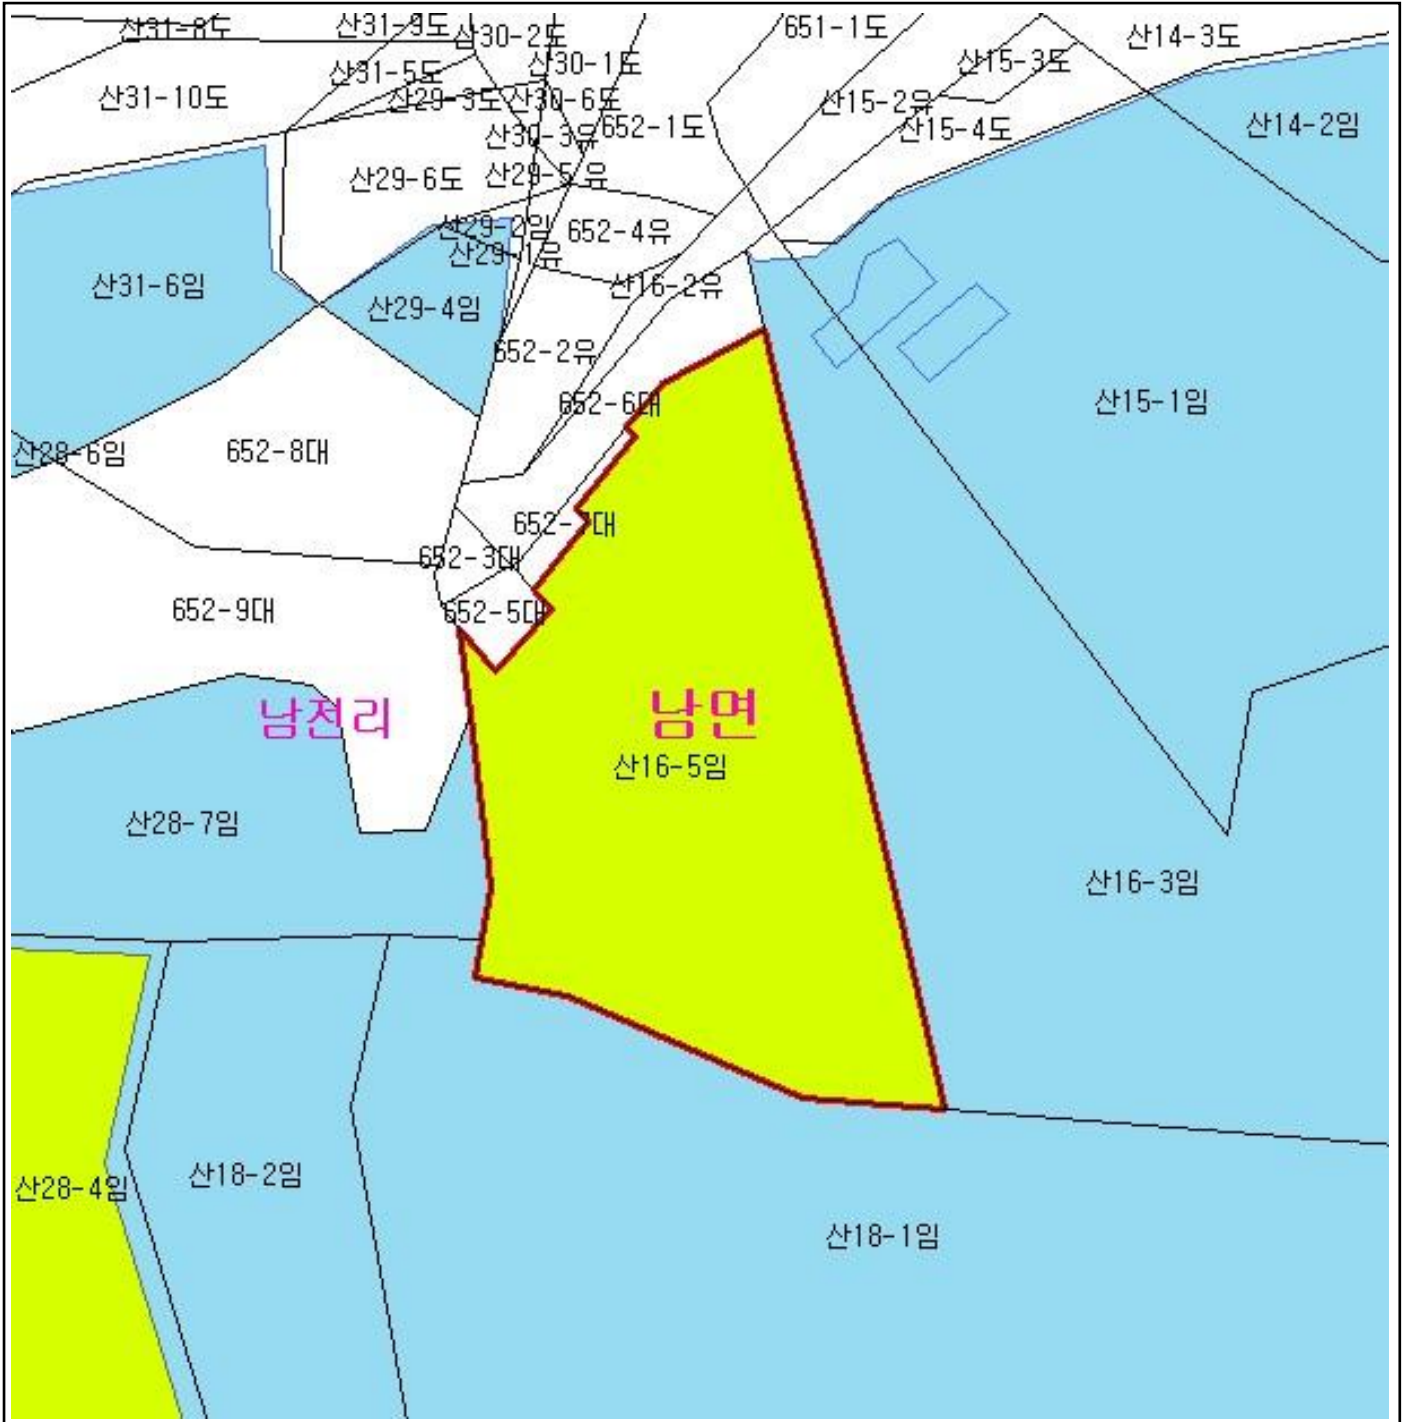 산31-8도
산31-9도
산30-2도
651-1도
산14-3도
산31-5도
산30-1도
산15-3도
산31-10도
산29-3도
산30-6도
산15-2유
산30-3유
652-1도
산15-4도
산14-2임
산29-6도
산29-5유
산29-2임
652-4유
산29-1유
산31-6임
산29-4임
산16-2유
652-2유
652-6대
산15-1임
산28-6임
652-8대
652-7대
652-3대
652-9대
652-5대
남전리
남면
산16-5임
산28-7임
산16-3임
산28-4임
산18-2임
산18-1임